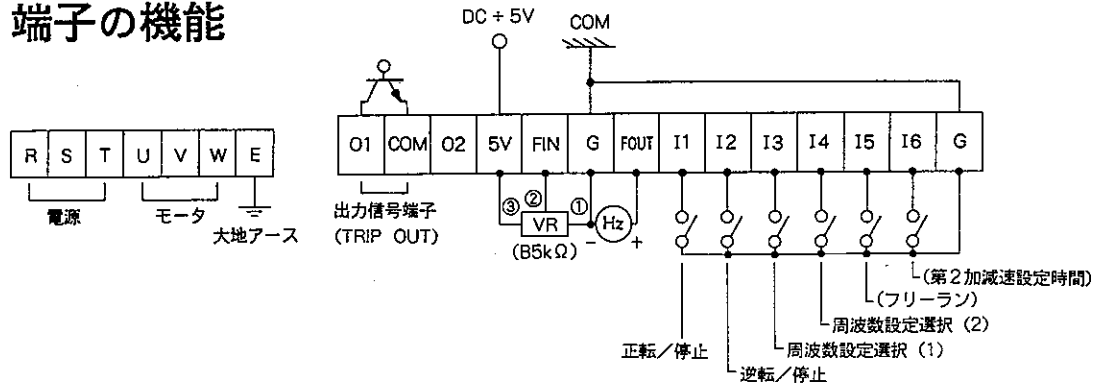 端子の機能
DC + 5V
COM
R S T U V W E
電源
モータ
大地アース
O1 COM O2 5V FIN G FOUT I1 I2 I3 I4 I5 I6 G
出力信号端子
(TRIP OUT)
③ ② ①
VR
(B5kΩ)
- Hz +
(第2加減速設定時間)
(フリーラン)
周波数設定選択 (2)
正転/停止
周波数設定選択 (1)
逆転/停止